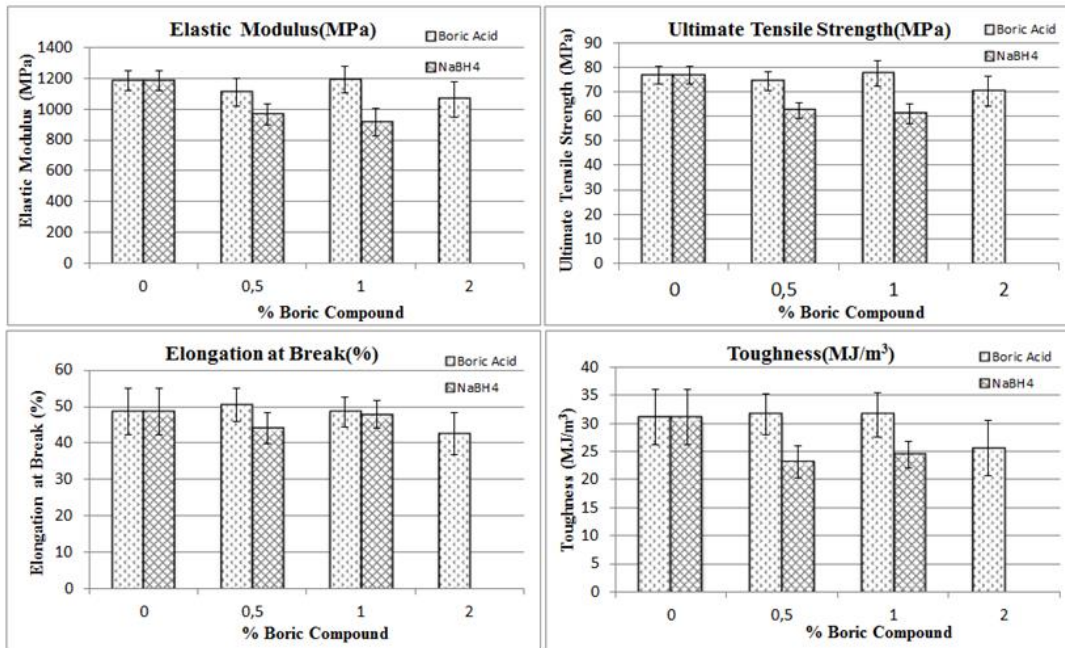 Elastic Modulus(MPa)
Boric Acid
NaBH4
Elastic Modulus (MPa)
1400
1200
1000
800
600
400
200
0
0 0,5 1 2
% Boric Compound
Ultimate Tensile Strength(MPa)
Boric Acid
NaBH4
Ultimate Tensile Strength (MPa)
90
80
70
60
50
40
30
20
10
0
0 0,5 1 2
% Boric Compound
Elongation at Break(%)
Boric Acid
NaBH4
Elongation at Break (%)
60
50
40
30
20
10
0
0 0,5 1 2
% Boric Compound
Toughness(MJ/m³)
Boric Acid
NaBH4
Toughness (MJ/m³)
40
35
30
25
20
15
10
5
0
0 0,5 1 2
% Boric Compound